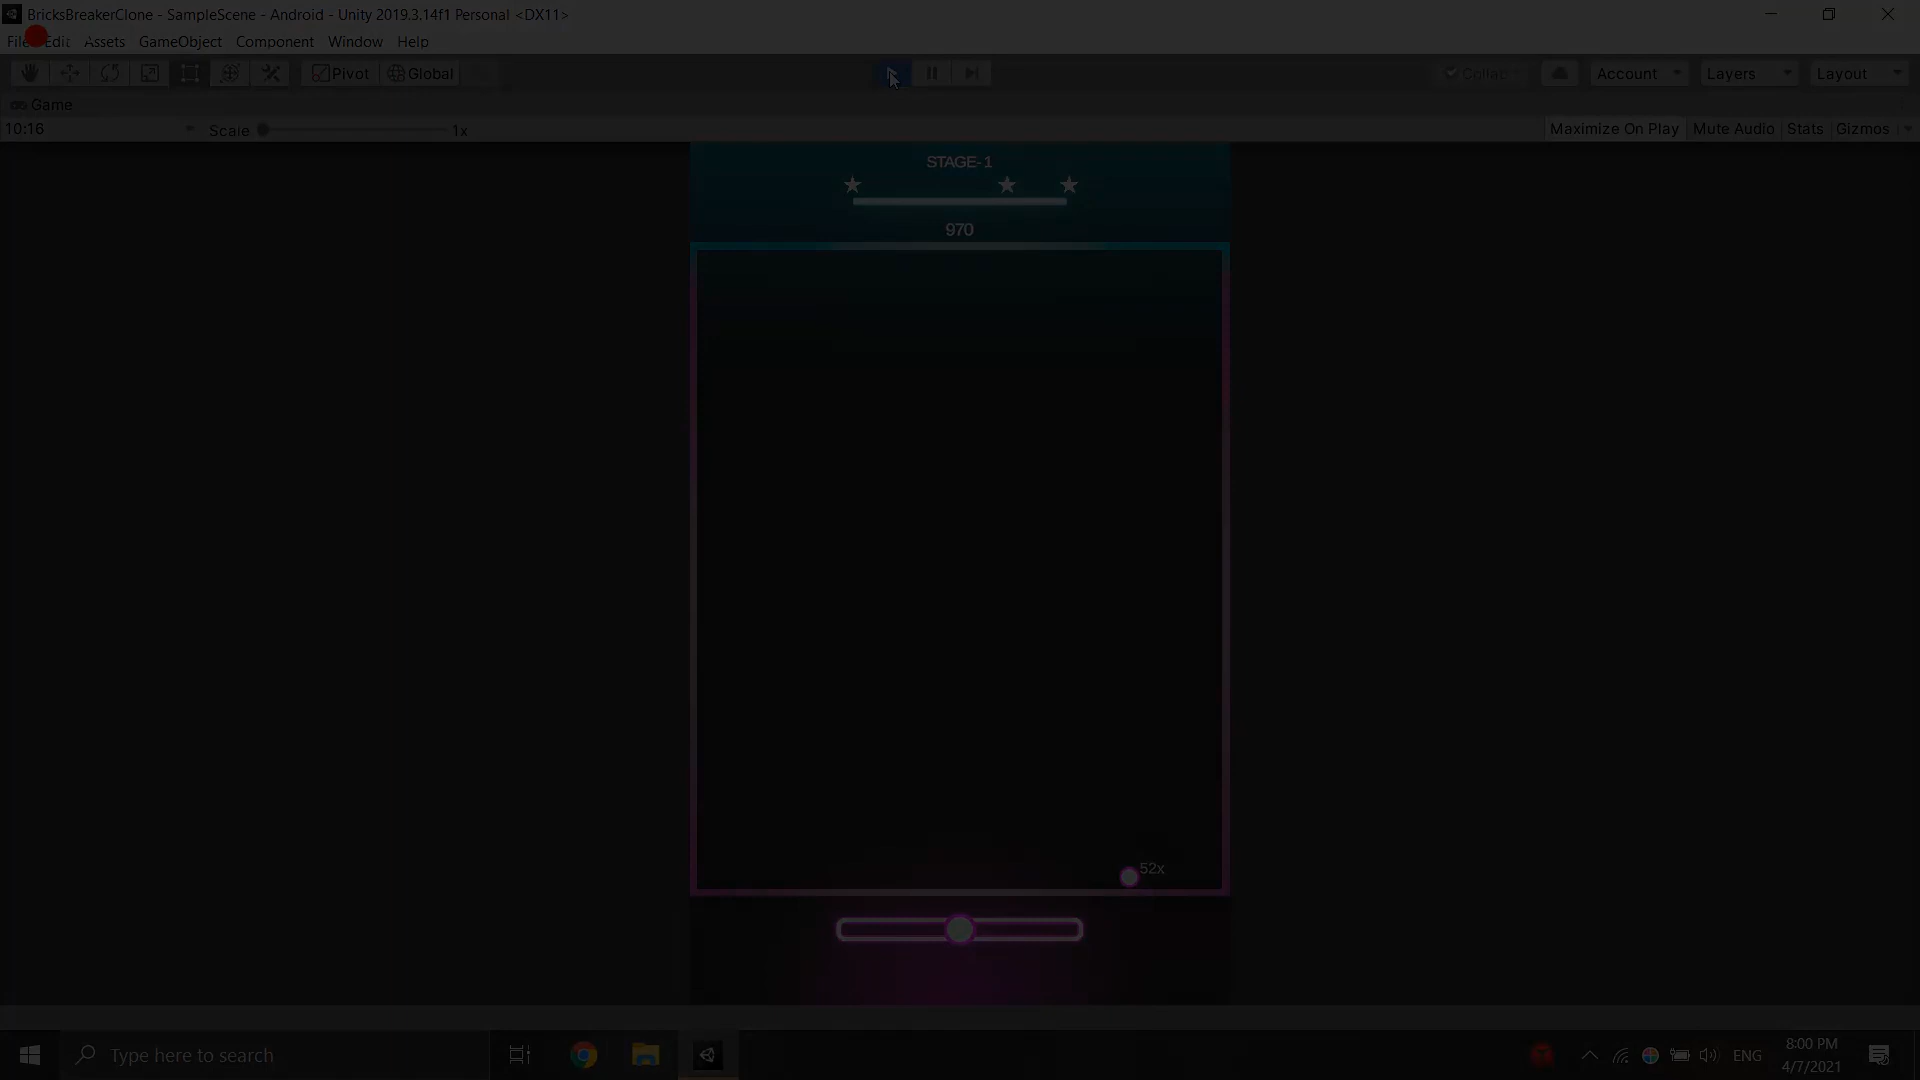 BricksBreakerClone - SampleScene - Android - Unity 2019.3.14f1 Personal <DX11>
File Edit Assets GameObject Component Window Help
Pivot Global Collab Account Layers Layout
Game
10:16 Scale 1x Maximize On Play Mute Audio Stats Gizmos
STAGE-1
970
52x
Type here to search
ENG
8:00 PM
4/7/2021